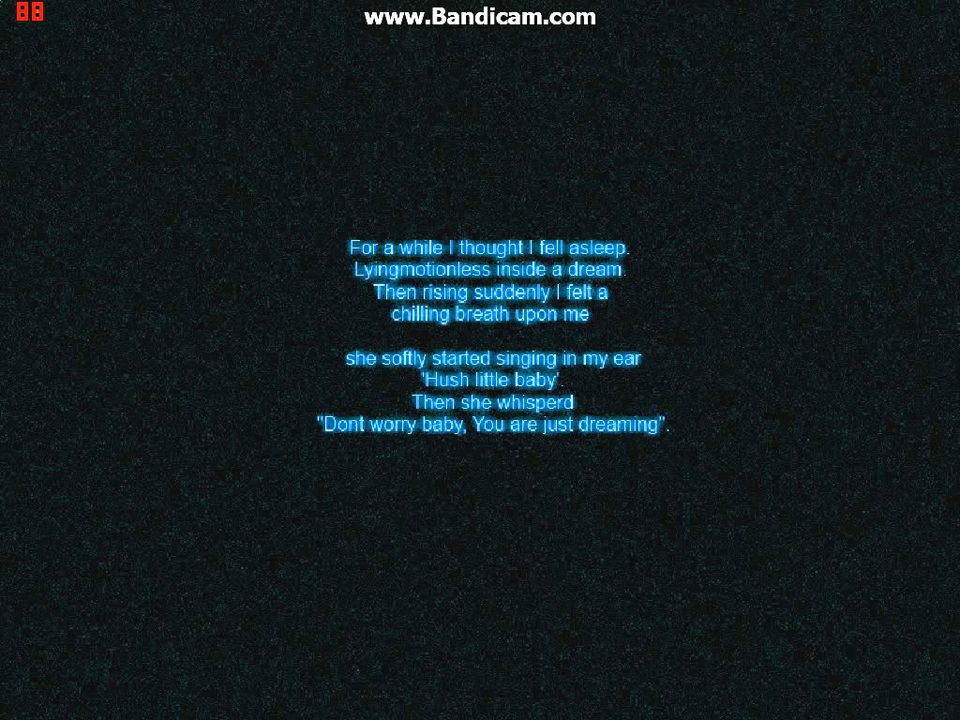 88
www.Bandicam.com
For a while I thought I fell asleep.
Lyingmotionless inside a dream.
Then rising suddenly I felt a
chilling breath upon me
she softly started singing in my ear
'Hush little baby'.
Then she whisperd
"Dont worry baby, You are just dreaming".